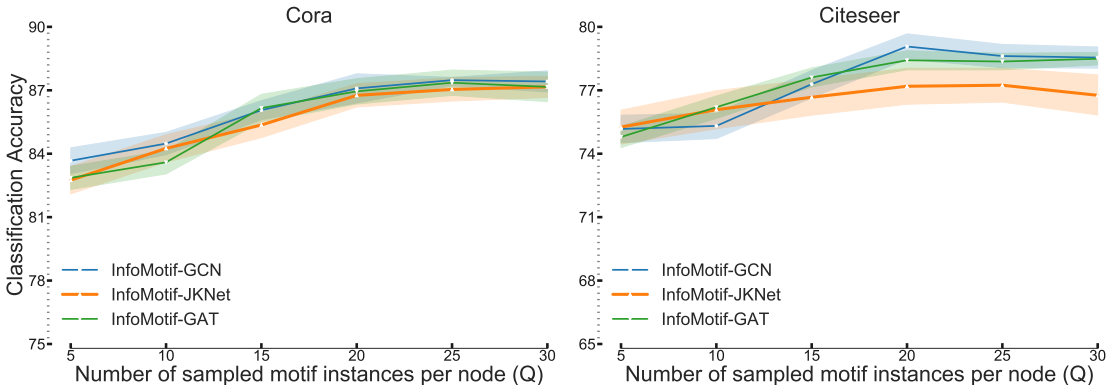 Cora
Classification Accuracy
90
87
84
81
78
75
InfoMotif-GCN
InfoMotif-JKNet
InfoMotif-GAT
5 10 15 20 25 30
Number of sampled motif instances per node (Q)
Citeseer
80
77
74
71
68
65
InfoMotif-GCN
InfoMotif-JKNet
InfoMotif-GAT
5 10 15 20 25 30
Number of sampled motif instances per node (Q)